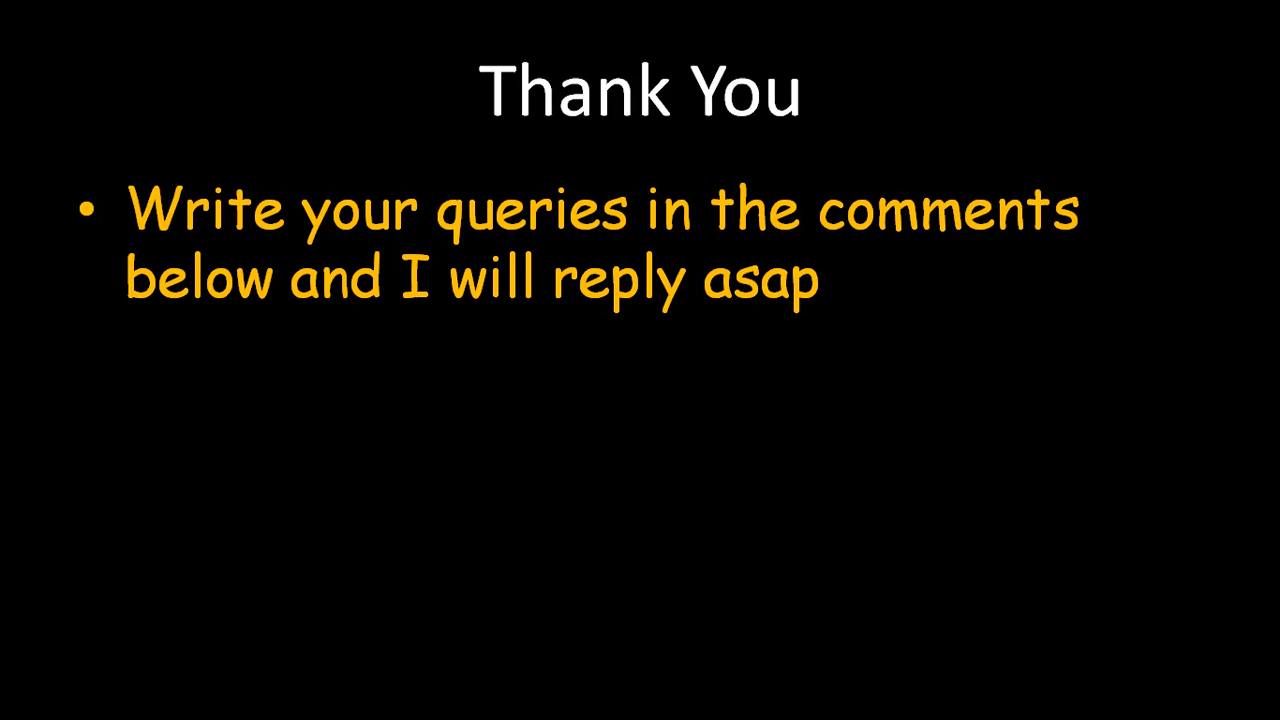 Thank You
• Write your queries in the comments
below and I will reply asap